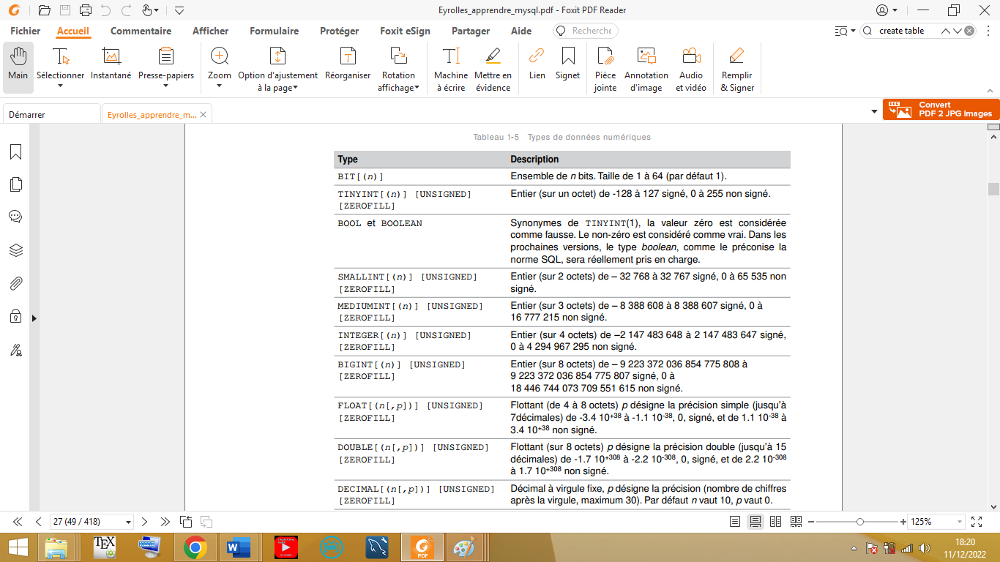 Eyrolles_apprendre_mysql.pdf - Foxit PDF Reader
Fichier Accueil Commentaire Afficher Formulaire Protéger Foxit eSign Partager Aide Recherche create table
Main Sélectionner Instantané Presse-papiers Zoom Option d'ajustement à la page Réorganiser Rotation affichage Machine à écrire Mettre en évidence Lien Signet Pièce jointe Annotation d'image Audio et vidéo Remplir & Signer
Démarrer Eyrolles_apprendre_m...
PDF Convert
PDF 2 JPG Images
Tableau 1-5 Types de données numériques
Type Description
BIT[(n)] Ensemble de n bits. Taille de 1 à 64 (par défaut 1).
TINYINT[(n)] [UNSIGNED] Entier (sur un octet) de -128 à 127 signé, 0 à 255 non signé.
[ZEROFILL]
BOOL et BOOLEAN Synonymes de TINYINT(1), la valeur zéro est considérée
comme fausse. Le non-zéro est considéré comme vrai. Dans les
prochaines versions, le type boolean, comme le préconise la
norme SQL, sera réellement pris en charge.
SMALLINT[(n)] [UNSIGNED] Entier (sur 2 octets) de – 32 768 à 32 767 signé, 0 à 65 535 non
[ZEROFILL] signé.
MEDIUMINT[(n)] [UNSIGNED] Entier (sur 3 octets) de – 8 388 608 à 8 388 607 signé, 0 à
[ZEROFILL] 16 777 215 non signé.
INTEGER[(n)] [UNSIGNED] Entier (sur 4 octets) de –2 147 483 648 à 2 147 483 647 signé,
[ZEROFILL] 0 à 4 294 967 295 non signé.
BIGINT[(n)] [UNSIGNED] Entier (sur 8 octets) de – 9 223 372 036 854 775 808 à
[ZEROFILL] 9 223 372 036 854 775 807 signé, 0 à
18 446 744 073 709 551 615 non signé.
FLOAT[(n[,p])] [UNSIGNED] Flottant (de 4 à 8 octets) p désigne la précision simple (jusqu'à
[ZEROFILL] 7décimales) de -3.4 10+38 à -1.1 10-38, 0, signé, et de 1.1 10-38 à
3.4 10+38 non signé.
DOUBLE[(n[,p])] [UNSIGNED] Flottant (sur 8 octets) p désigne la précision double (jusqu'à 15
[ZEROFILL] décimales) de -1.7 10+308 à -2.2 10-308, 0, signé, et de 2.2 10-308
à 1.7 10+308 non signé.
DECIMAL[(n[,p])] [UNSIGNED] Décimal à virgule fixe, p désigne la précision (nombre de chiffres
[ZEROFILL] après la virgule, maximum 30). Par défaut n vaut 10, p vaut 0.
27 (49 / 418) 125%
TEX W PDF
18:20
11/12/2022